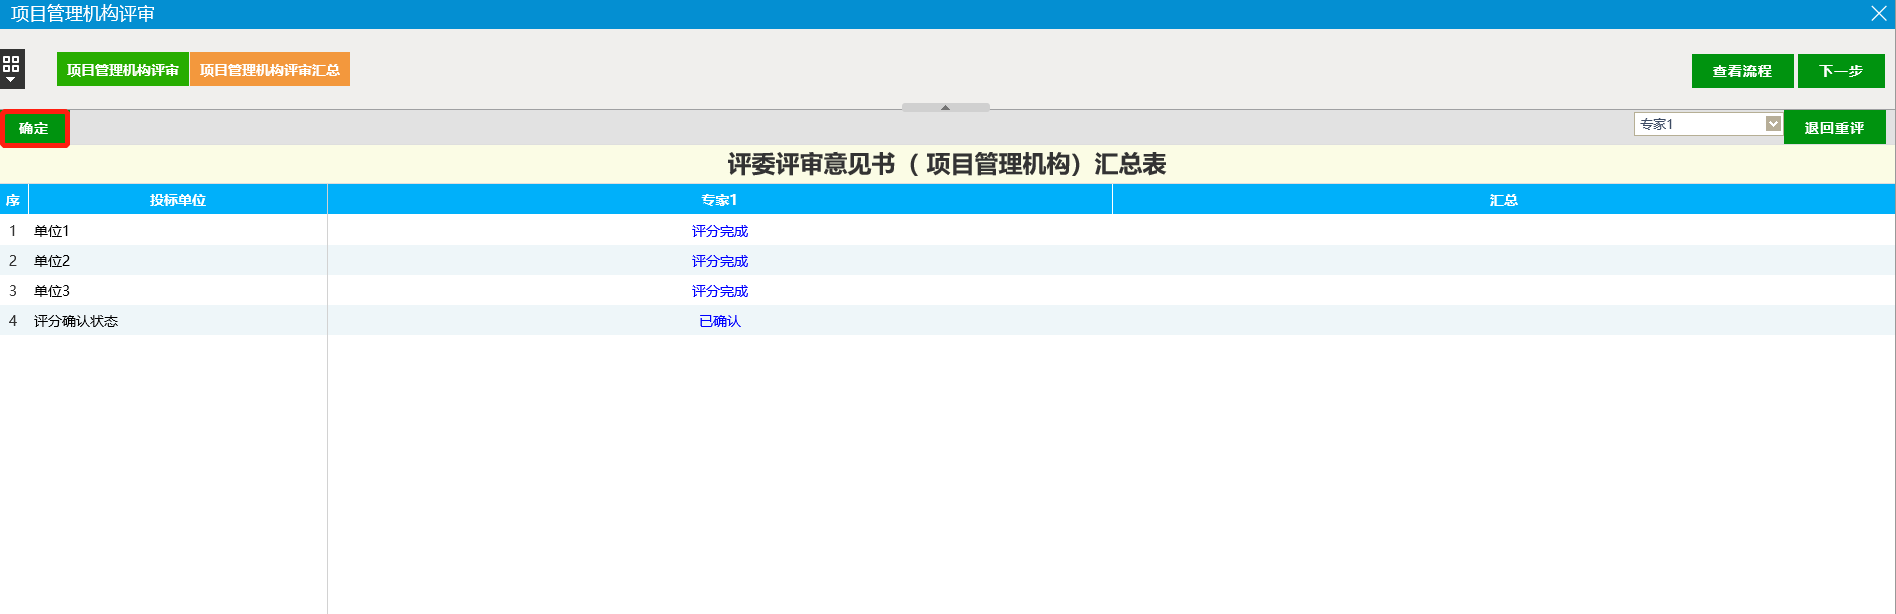 项目管理机构评审
项目管理机构评审 项目管理机构评审汇总 查看流程 下一步
确定 专家1 退回重评
评委评审意见书（ 项目管理机构）汇总表
序 投标单位 专家1 汇总
1 单位1 评分完成
2 单位2 评分完成
3 单位3 评分完成
4 评分确认状态 已确认